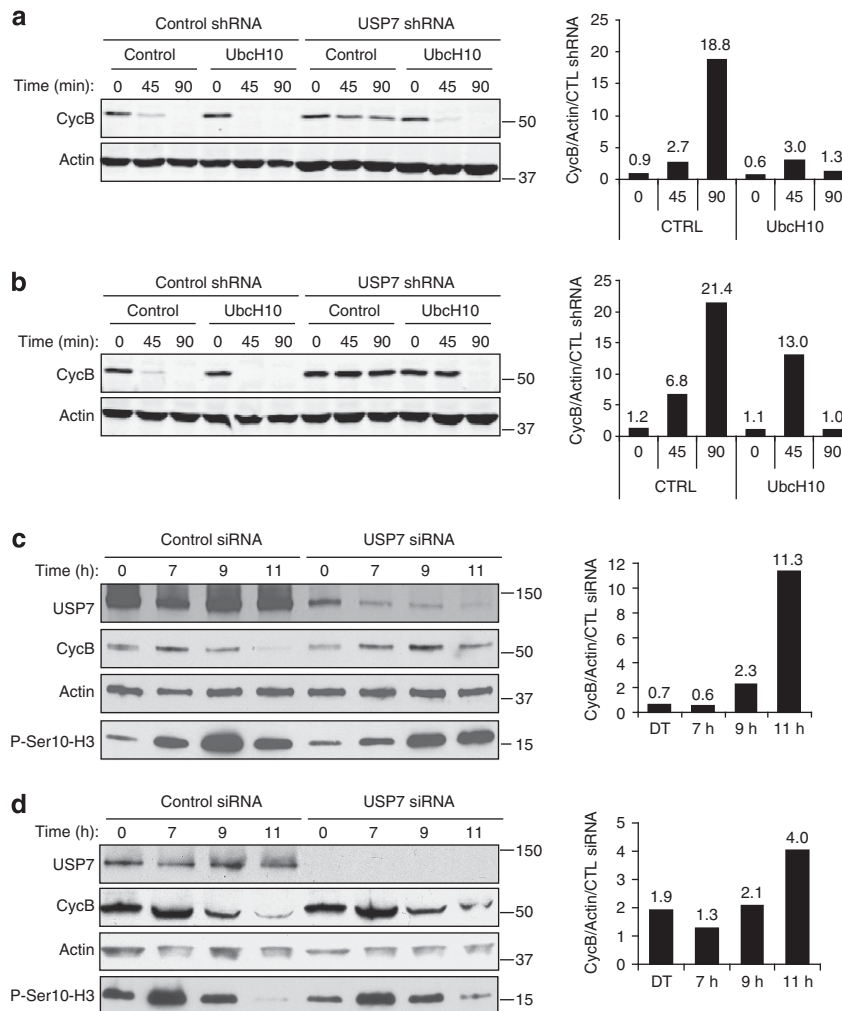 a
Control shRNA USP7 shRNA
Control UbcH10 Control UbcH10
Time (min): 0 45 90 0 45 90 0 45 90 0 45 90
CycB
50
Actin
37
CycB/Actin/CTL shRNA
25
20
15
10
5
0
0.9 2.7 18.8 0.6 3.0 1.3
0 45 90 0 45 90
CTRL UbcH10
b
Control shRNA USP7 shRNA
Control UbcH10 Control UbcH10
Time (min): 0 45 90 0 45 90 0 45 90 0 45 90
CycB
50
Actin
37
CycB/Actin/CTL shRNA
25
20
15
10
5
0
1.2 6.8 21.4 1.1 13.0 1.0
0 45 90 0 45 90
CTRL UbcH10
c
Control siRNA USP7 siRNA
Time (h): 0 7 9 11 0 7 9 11
USP7
150
CycB
50
Actin
37
P-Ser10-H3
15
CycB/Actin/CTL siRNA
12
10
8
6
4
2
0
0.7 0.6 2.3 11.3
DT 7 h 9 h 11 h
d
Control siRNA USP7 siRNA
Time (h): 0 7 9 11 0 7 9 11
USP7
150
CycB
50
Actin
37
P-Ser10-H3
15
CycB/Actin/CTL siRNA
5
4
3
2
1
0
1.9 1.3 2.1 4.0
DT 7 h 9 h 11 h